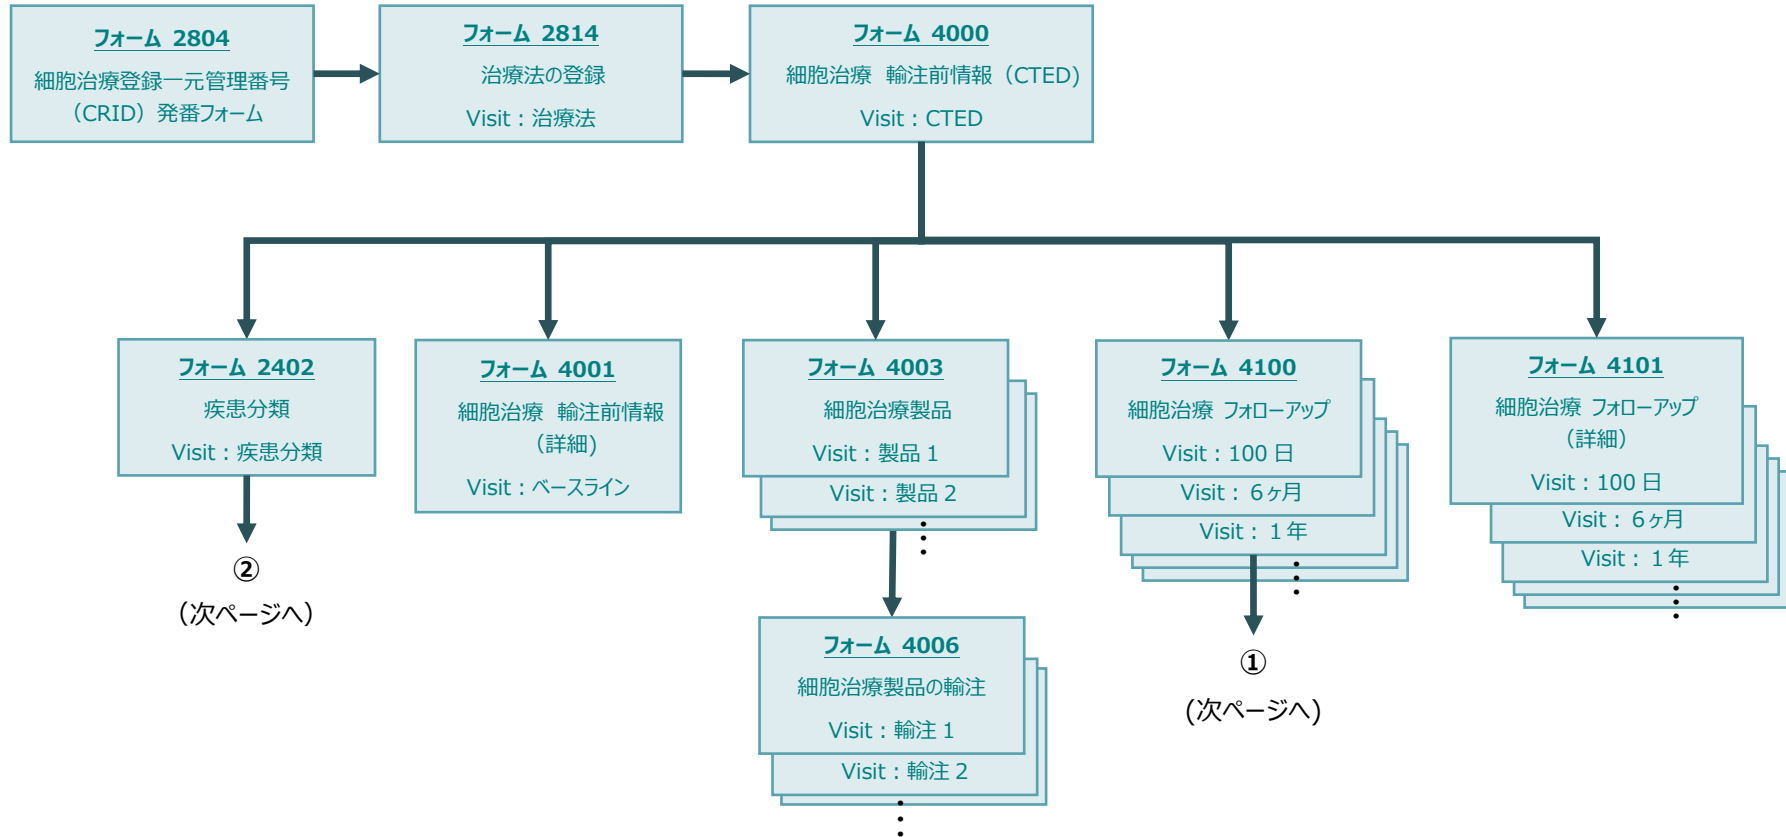 フォーム 2804
細胞治療登録一元管理番号
（CRID）発番フォーム
フォーム 2814
治療法の登録
Visit：治療法
フォーム 4000
細胞治療 輸注前情報（CTED)
Visit：CTED
フォーム 2402
疾患分類
Visit：疾患分類
②
（次ページへ）
フォーム 4001
細胞治療 輸注前情報
（詳細)
Visit：ベースライン
フォーム 4003
細胞治療製品
Visit：製品 1
Visit：製品 2
フォーム 4006
細胞治療製品の輸注
Visit：輸注 1
Visit：輸注 2
フォーム 4100
細胞治療 フォローアップ
Visit：100 日
Visit：6ヶ月
Visit：1 年
①
(次ページへ）
フォーム 4101
細胞治療 フォローアップ
（詳細）
Visit：100 日
Visit：6ヶ月
Visit：1 年